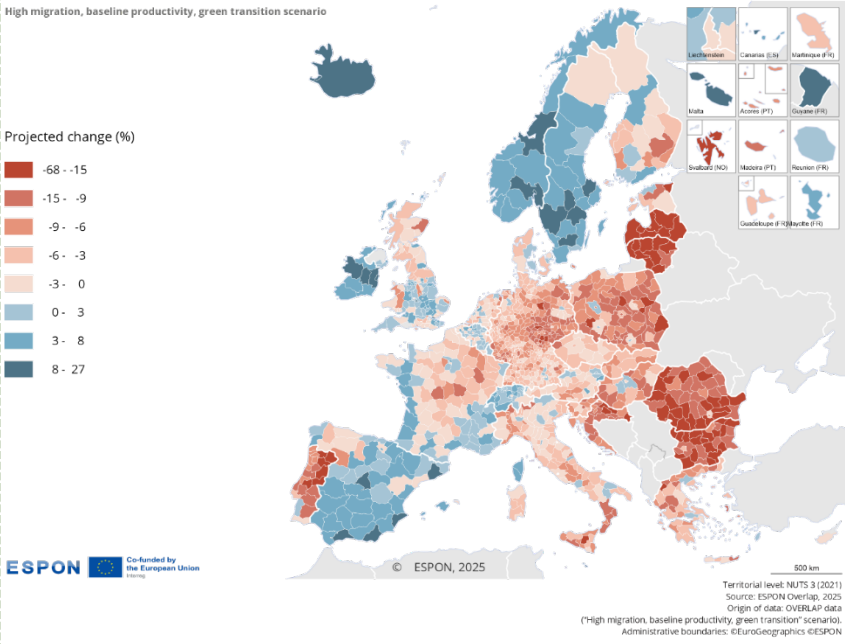 High migration, baseline productivity, green transition scenario
Liechtenstein
Canarias (ES)
Martinique (FR)
Malta
Acores (PT)
Guyane (FR)
Projected change (%)
-68 - -15
-15 - -9
-9 - -6
-6 - -3
-3 - 0
0 - 3
3 - 8
8 - 27
Svalbard (NO)
Madeira (PT)
Reunion (FR)
Guadeloupe (FR)
Mayotte (FR)
ESPON
Co-funded by
the European Union
Interreg
© ESPON, 2025
500 km
Territorial level: NUTS 3 (2021)
Source: ESPON Overlap, 2025
Origin of data: OVERLAP data
("High migration, baseline productivity, green transition" scenario).
Administrative boundaries: ©EuroGeographics ©ESPON